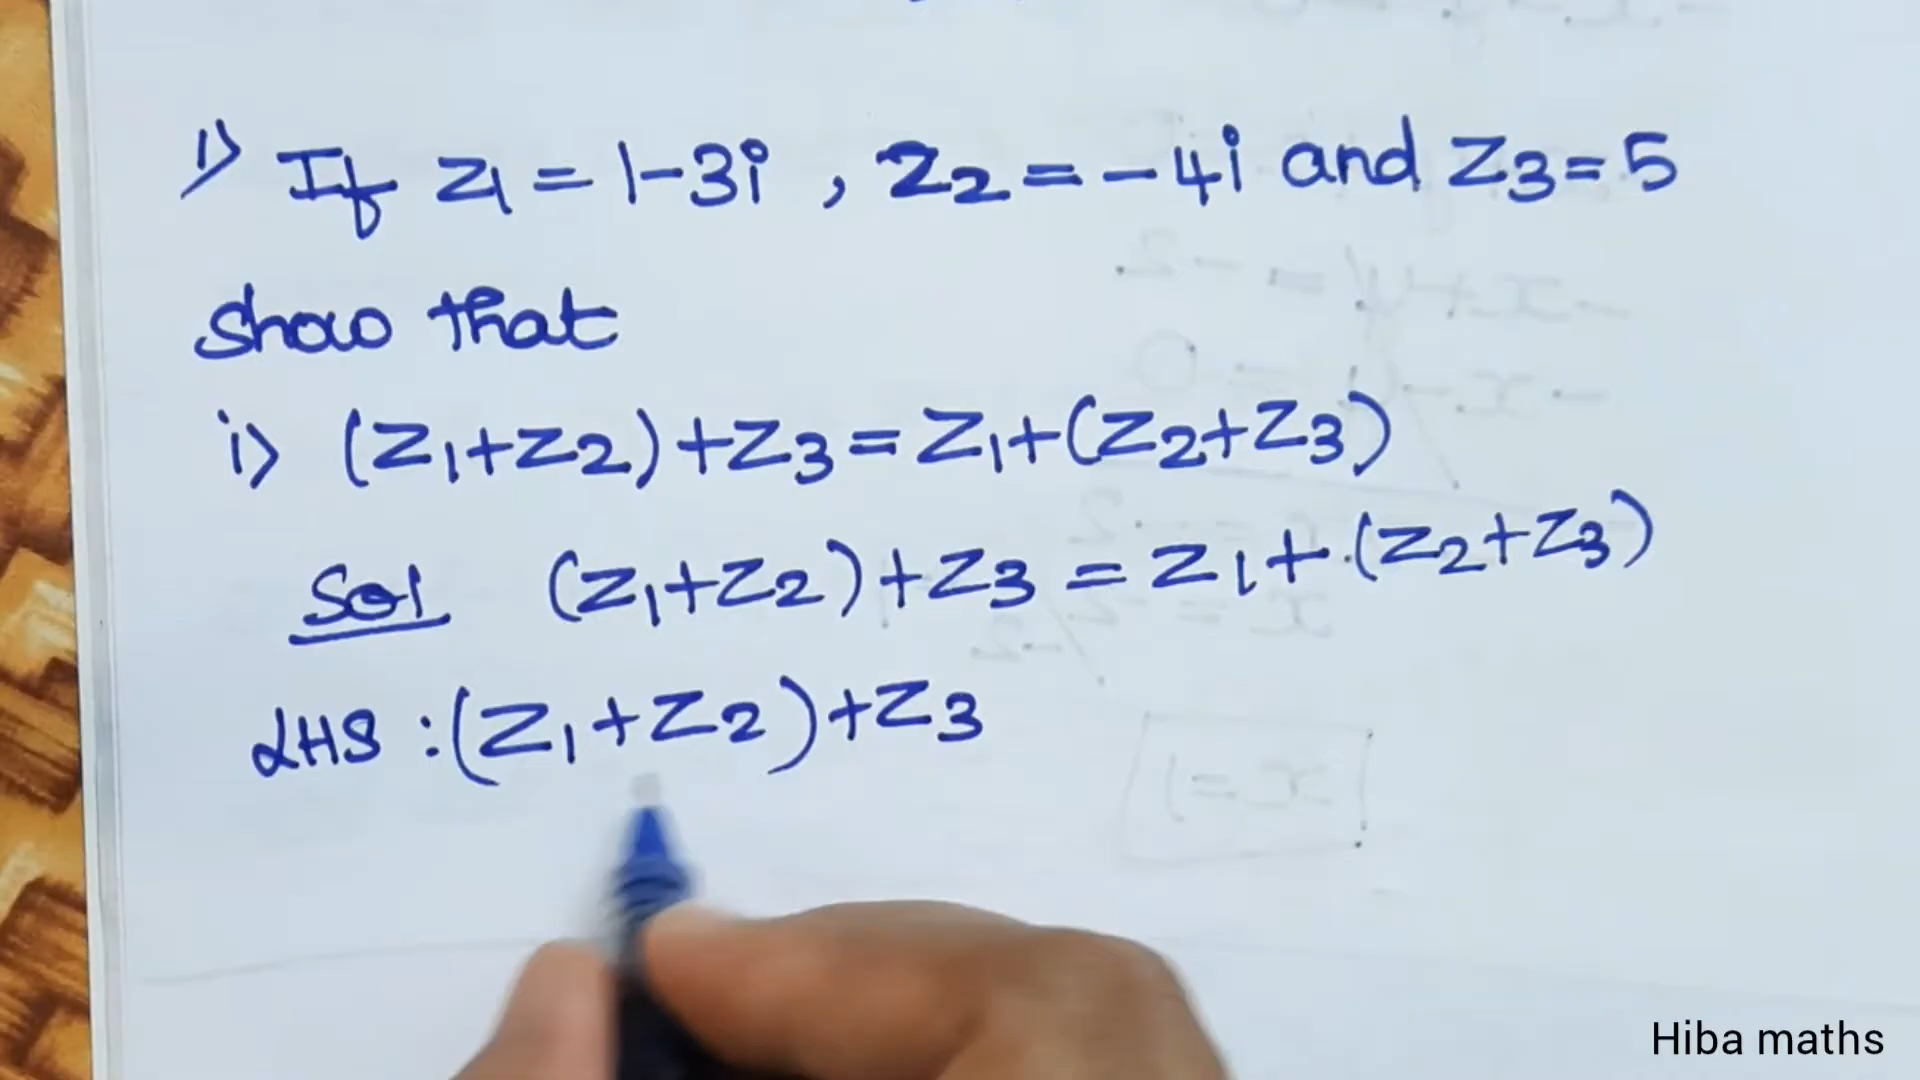 1) If z1 = 1-3i , z2 = -4i and z3 = 5
show that
i) (z1+z2)+z3 = z1+(z2+z3)
Sol (z1+z2)+z3 = z1+(z2+z3)
LHS : (z1+z2)+z3
Hiba maths